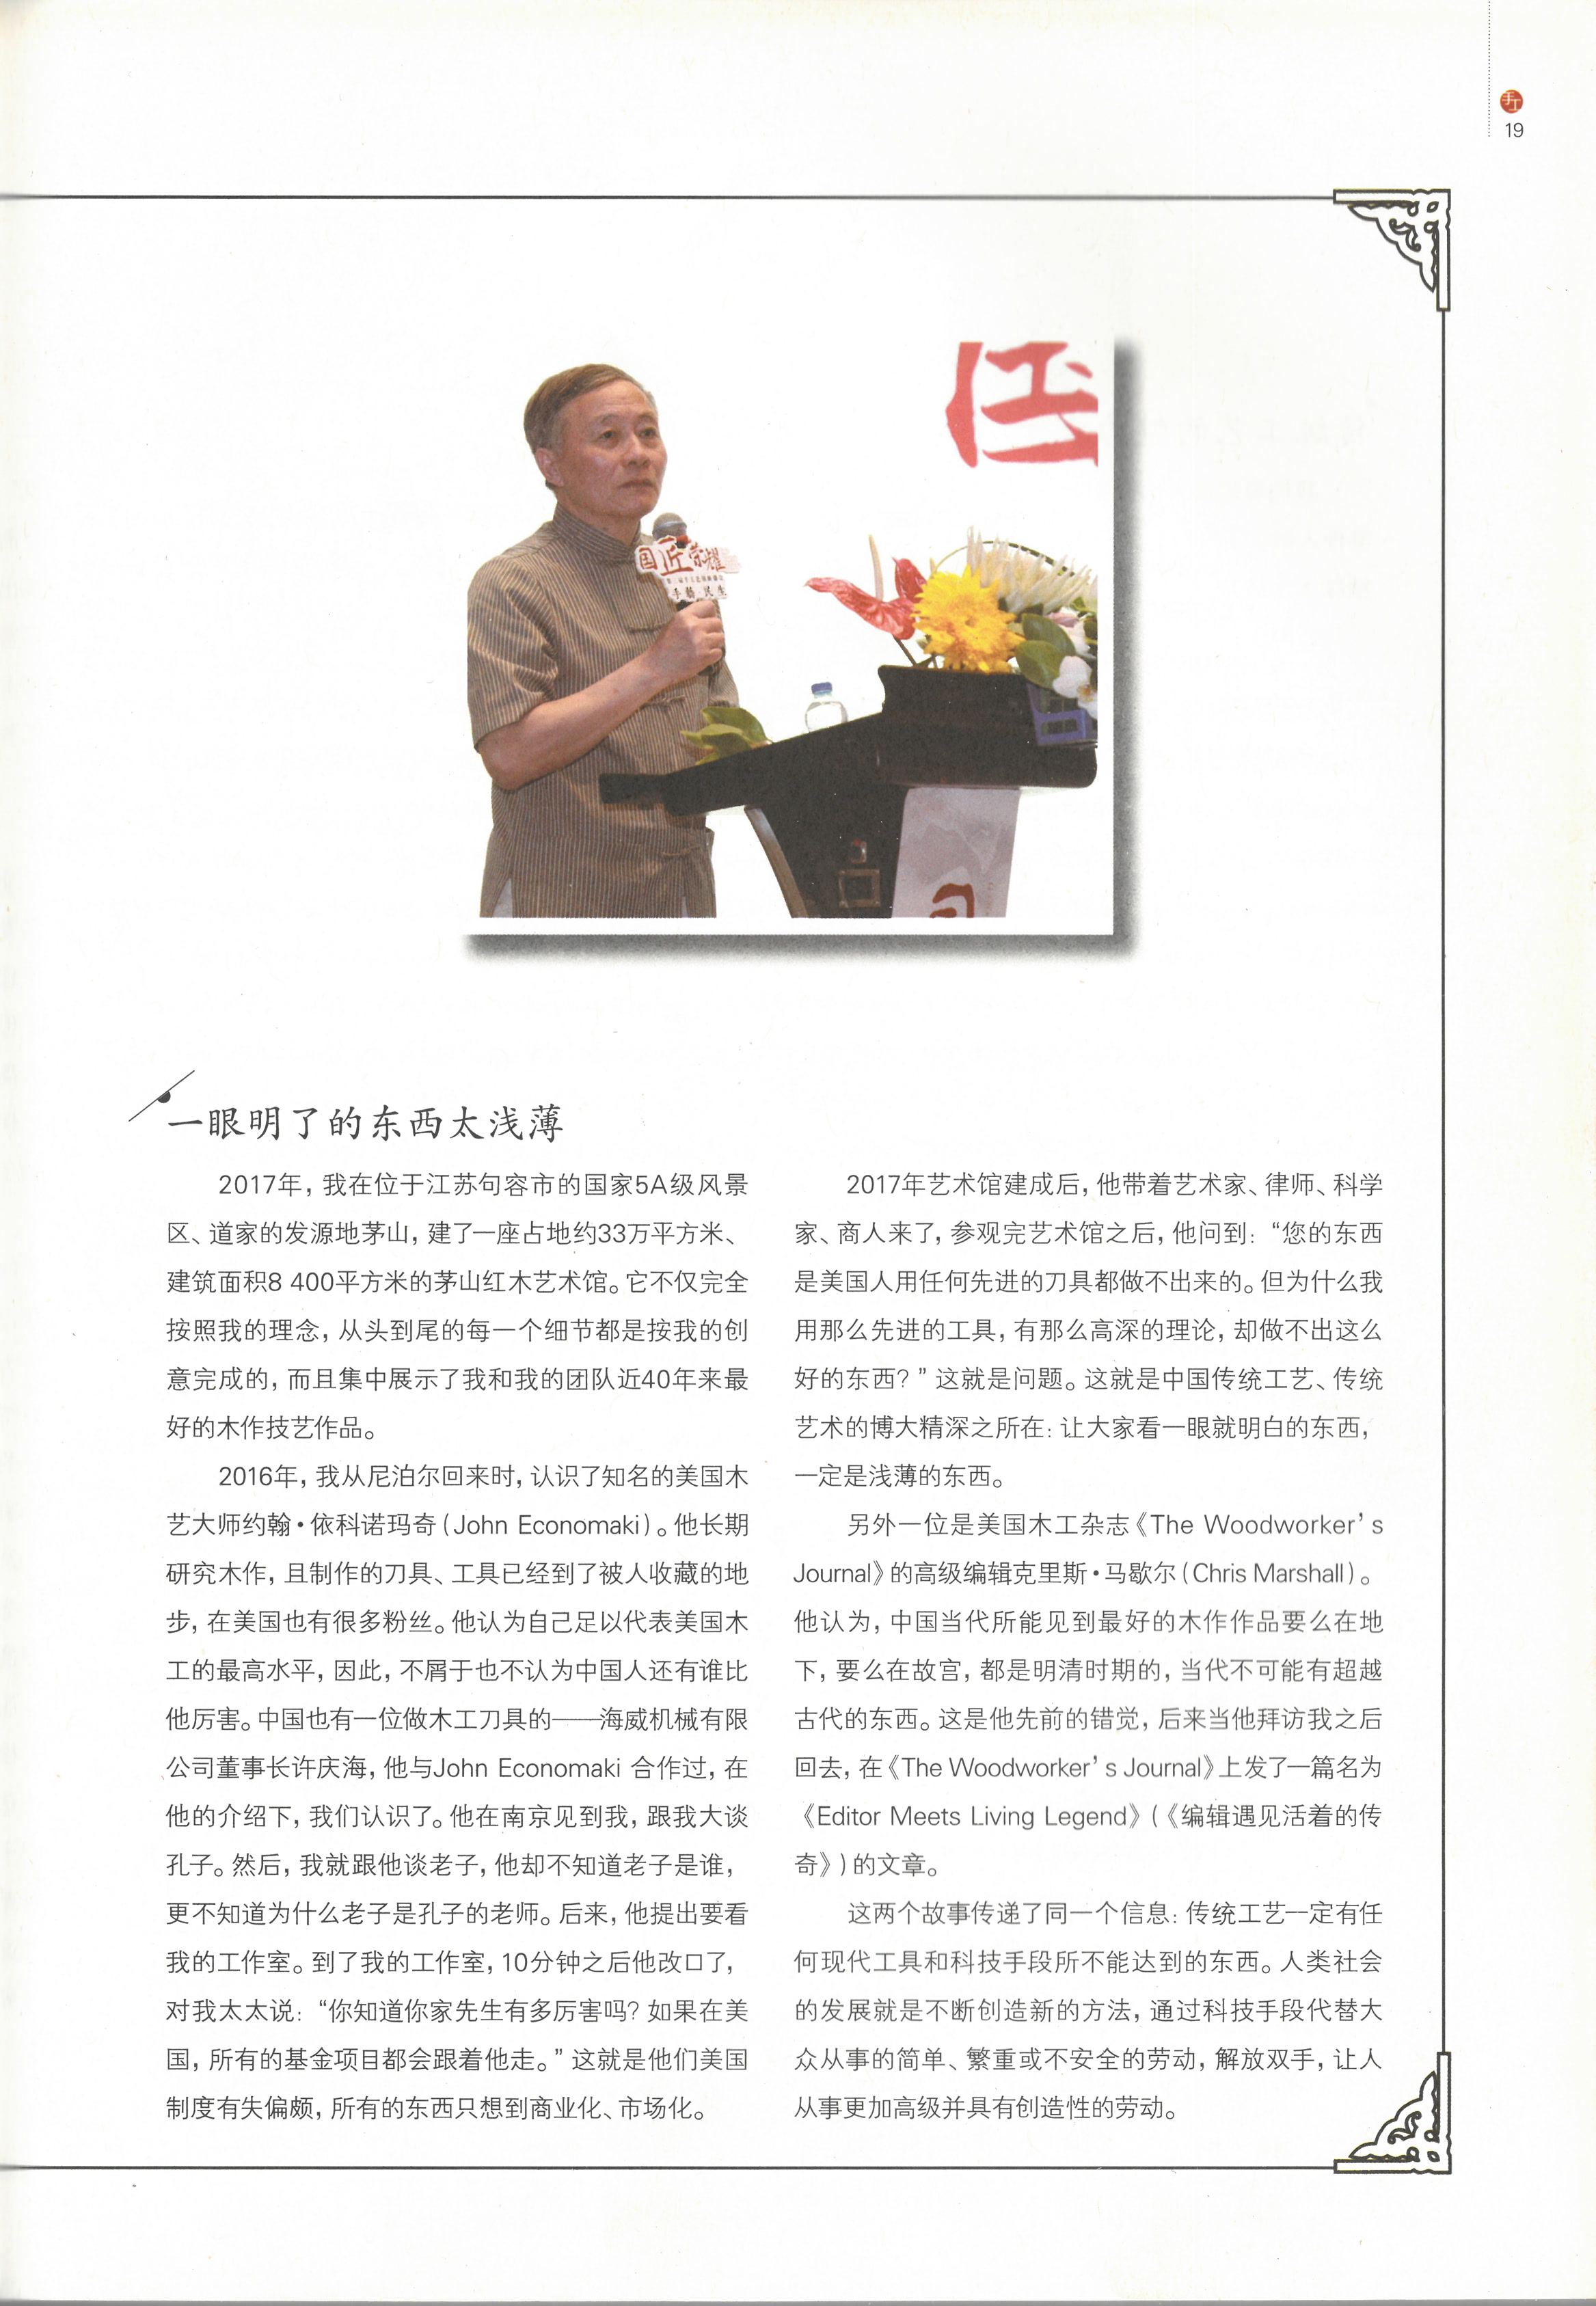 手工
19
国匠荣耀
手艺民生
一眼明了的东西太浅薄
2017年，我在位于江苏句容市的国家5A级风景
区、道家的发源地茅山，建了一座占地约33万平方米、
建筑面积8 400平方米的茅山红木艺术馆。它不仅完全
按照我的理念，从头到尾的每一个细节都是按我的创
意完成的，而且集中展示了我和我的团队近40年来最
好的木作技艺作品。
2016年，我从尼泊尔回来时，认识了知名的美国木
艺大师约翰·依科诺玛奇（John Economaki）。他长期
研究木作，且制作的刀具、工具已经到了被人收藏的地
步，在美国也有很多粉丝。他认为自己足以代表美国木
工的最高水平，因此，不屑于也不认为中国人还有谁比
他厉害。中国也有一位做木工刀具的——海威机械有限
公司董事长许庆海，他与John Economaki 合作过，在
他的介绍下，我们认识了。他在南京见到我，跟我大谈
孔子。然后，我就跟他谈老子，他却不知道老子是谁，
更不知道为什么老子是孔子的老师。后来，他提出要看
我的工作室。到了我的工作室，10分钟之后他改口了，
对我太太说：“你知道你家先生有多厉害吗？如果在美
国，所有的基金项目都会跟着他走。”这就是他们美国
制度有失偏颇，所有的东西只想到商业化、市场化。
2017年艺术馆建成后，他带着艺术家、律师、科学
家、商人来了，参观完艺术馆之后，他问到：“您的东西
是美国人用任何先进的刀具都做不出来的。但为什么我
用那么先进的工具，有那么高深的理论，却做不出这么
好的东西？”这就是问题。这就是中国传统工艺、传统
艺术的博大精深之所在：让大家看一眼就明白的东西，
一定是浅薄的东西。
另外一位是美国木工杂志《The Woodworker’s
Journal》的高级编辑克里斯·马歇尔（Chris Marshall）。
他认为，中国当代所能见到最好的木作作品要么在地
下，要么在故宫，都是明清时期的，当代不可能有超越
古代的东西。这是他先前的错觉，后来当他拜访我之后
回去，在《The Woodworker’s Journal》上发了一篇名为
《Editor Meets Living Legend》（《编辑遇见活着的传
奇》）的文章。
这两个故事传递了同一个信息：传统工艺一定有任
何现代工具和科技手段所不能达到的东西。人类社会
的发展就是不断创造新的方法，通过科技手段代替大
众从事的简单、繁重或不安全的劳动，解放双手，让人
从事更加高级并具有创造性的劳动。